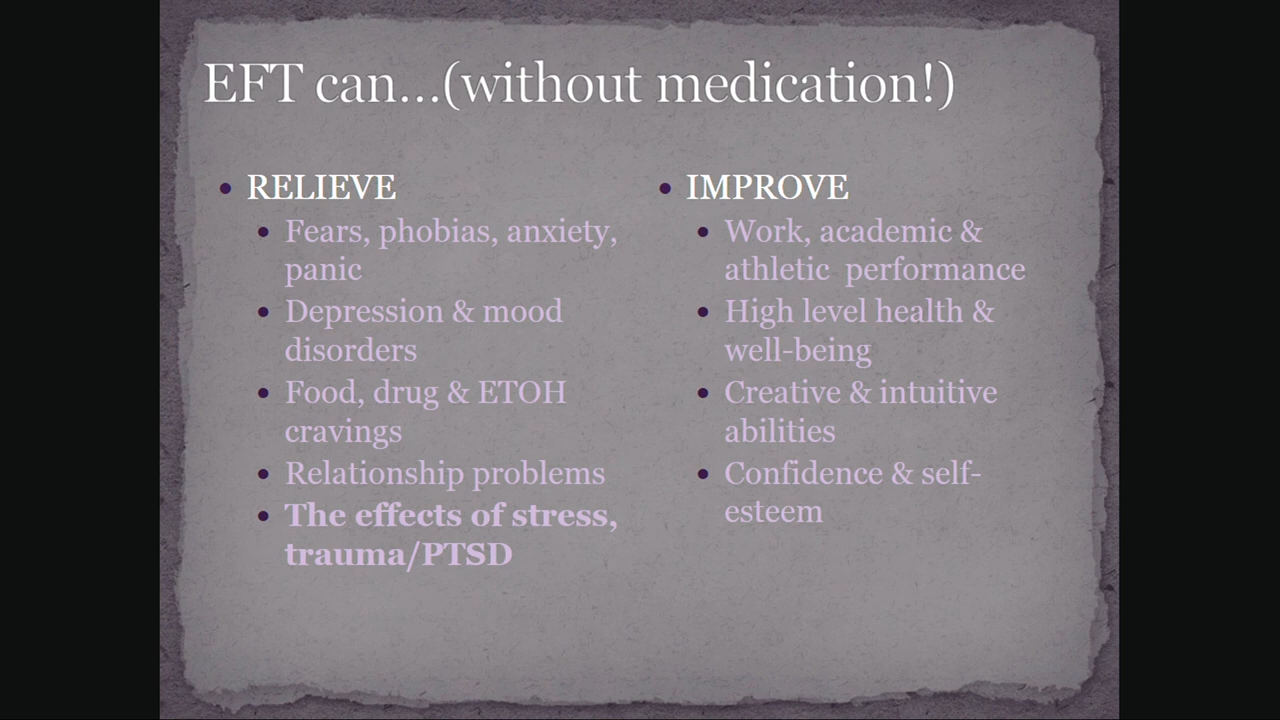 EFT can...(without medication!)
RELIEVE
Fears, phobias, anxiety,
panic
Depression & mood
disorders
Food, drug & ETOH
cravings
Relationship problems
The effects of stress,
trauma/PTSD
IMPROVE
Work, academic &
athletic  performance
High level health &
well-being
Creative & intuitive
abilities
Confidence & self-
esteem